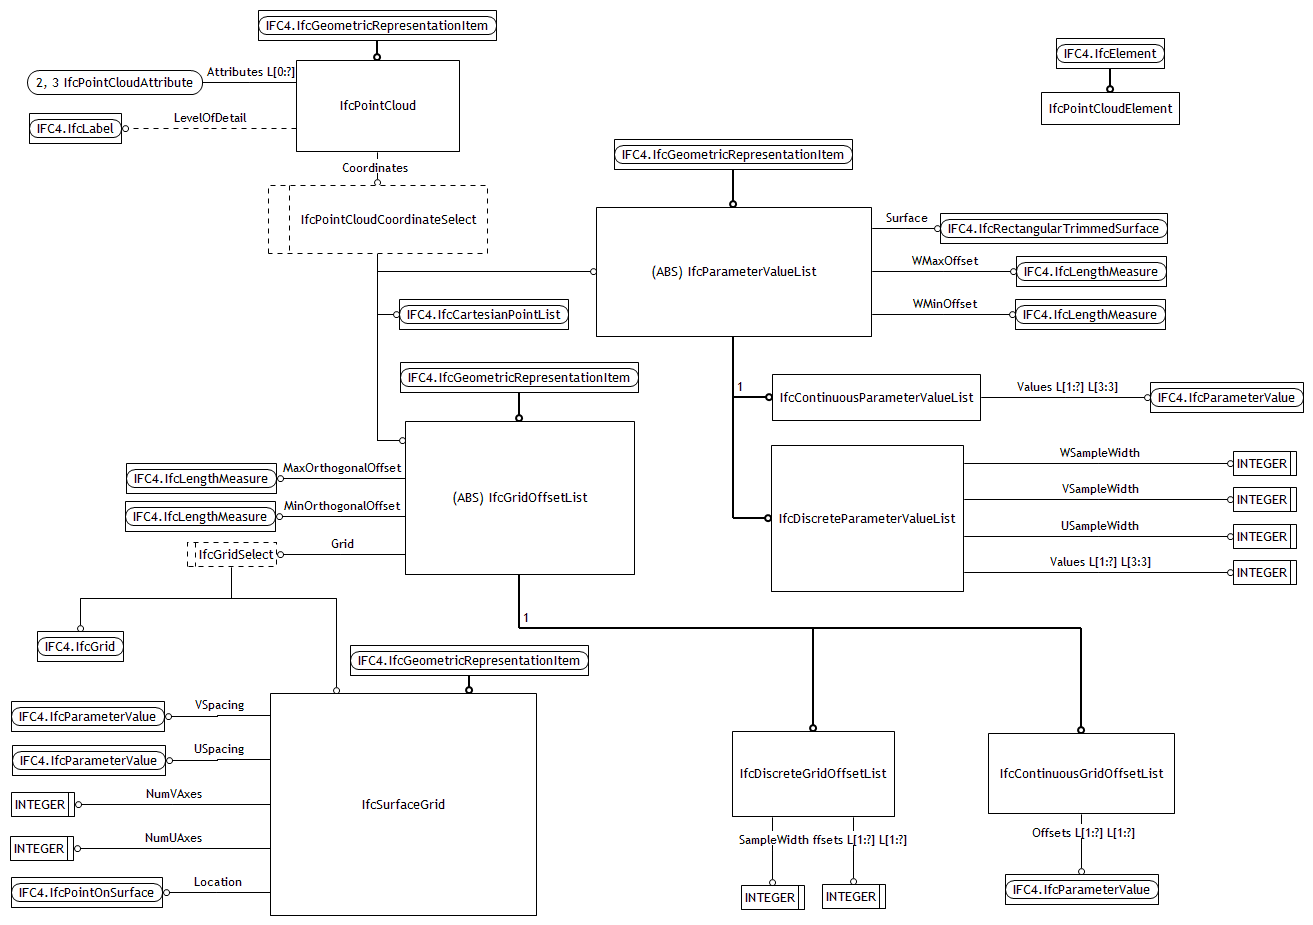 IFC4.IfcGeometricRepresentationItem
IFC4.IfcElement
2, 3 IfcPointCloudAttribute
Attributes L[0:?]
IfcPointCloud
IfcPointCloudElement
IFC4.IfcLabel
LevelOfDetail
Coordinates
IFC4.IfcGeometricRepresentationItem
IfcPointCloudCoordinateSelect
Surface
IFC4.IfcRectangularTrimmedSurface
(ABS) IfcParameterValueList
WMaxOffset
IFC4.IfcLengthMeasure
WMinOffset
IFC4.IfcLengthMeasure
IFC4.IfcCartesianPointList
IFC4.IfcGeometricRepresentationItem
1
IfcContinuousParameterValueList
Values L[1:?] L[3:3]
IFC4.IfcParameterValue
IFC4.IfcLengthMeasure
MaxOrthogonalOffset
(ABS) IfcGridOffsetList
IFC4.IfcLengthMeasure
MinOrthogonalOffset
IfcDiscreteParameterValueList
WSampleWidth
INTEGER
VSampleWidth
INTEGER
USampleWidth
INTEGER
Values L[1:?] L[3:3]
INTEGER
IfcGridSelect
Grid
1
IFC4.IfcGrid
IFC4.IfcGeometricRepresentationItem
IFC4.IfcParameterValue
VSpacing
IFC4.IfcParameterValue
USpacing
INTEGER
NumVAxes
IfcSurfaceGrid
INTEGER
NumUAxes
IFC4.IfcPointOnSurface
Location
IfcDiscreteGridOffsetList
IfcContinuousGridOffsetList
SampleWidth
ffsets L[1:?] L[1:?]
Offsets L[1:?] L[1:?]
INTEGER
INTEGER
IFC4.IfcParameterValue